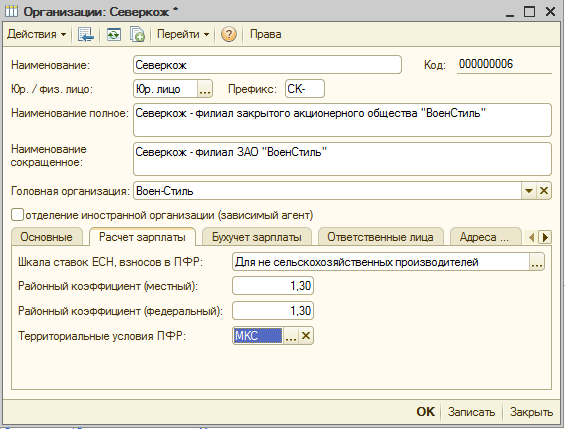 Организации: Северкож *
Действия Перейти ? Права
Наименование: Северкож Код: 000000006
Юр. / физ. лицо: Юр. лицо ... Префикс: СК-
Наименование полное: Северкож - филиал закрытого акционерного общества "ВоенСтиль"
Наименование
сокращенное: Северкож - филиал ЗАО "ВоенСтиль"
Головная организация: Воен-Стиль
отделение иностранной организации (зависимый агент)
Основные Расчет зарплаты Бухучет зарплаты Ответственные лица Адреса ...
Шкала ставок ЕСН, взносов в ПФР: Для не сельскохозяйственных производителей ...
Районный коэффициент (местный): 1,30
Районный коэффициент (федеральный): 1,30
Территориальные условия ПФР: МКС ...
OK Записать Закрыть